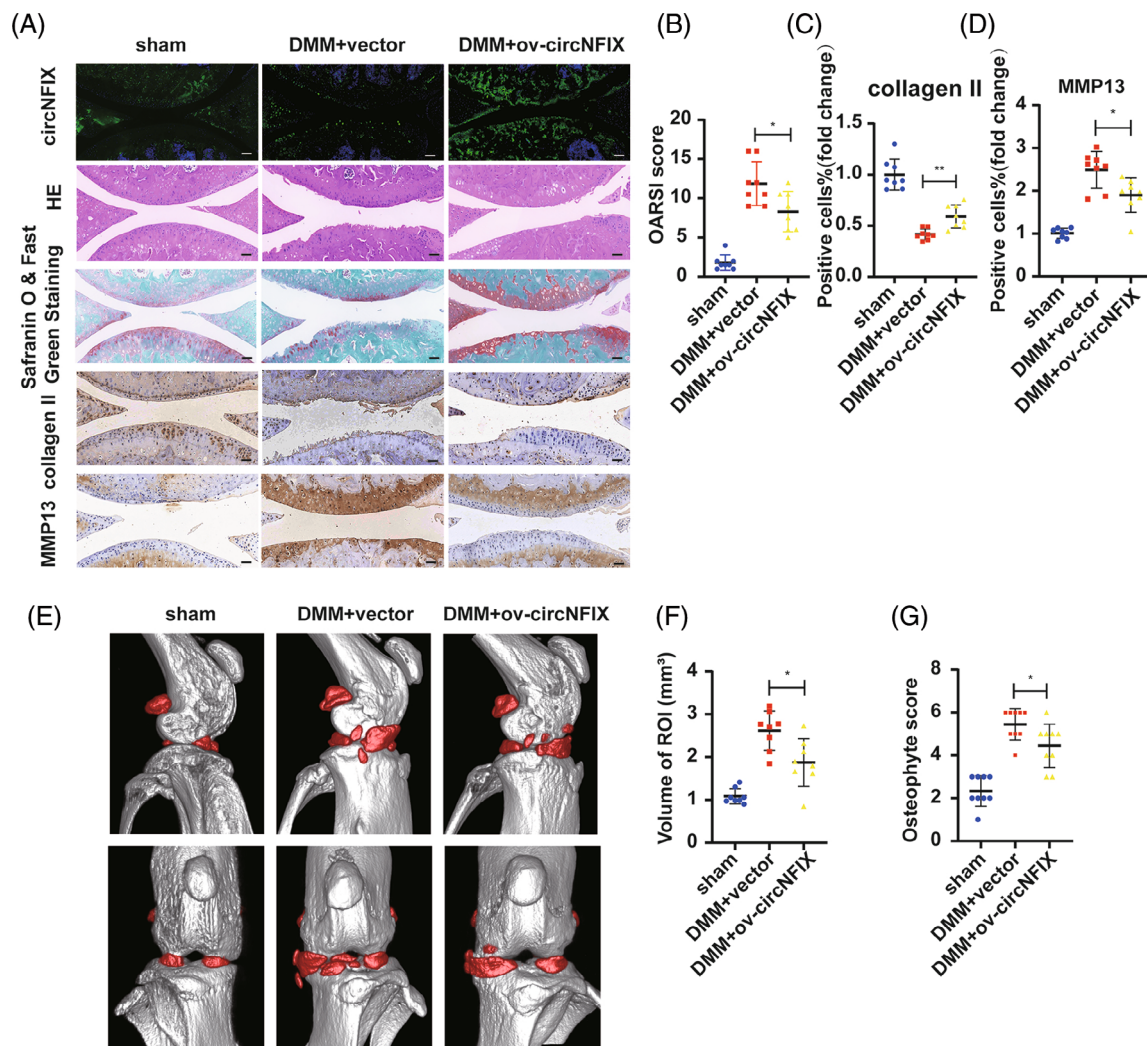 (A)
sham
DMM+vector
DMM+ov-circNFIX
circNFIX
HE
Safranin O & Fast
Green Staining
collagen II
MMP13
(B)
OARSI score
20
15
10
5
0
*
sham
DMM+vector
DMM+ov-circNFIX
(C)
collagen II
Positive cells%(fold change)
1.5
1.0
0.5
0.0
**
sham
DMM+vector
DMM+ov-circNFIX
(D)
MMP13
Positive cells%(fold change)
4
3
2
1
0
*
sham
DMM+vector
DMM+ov-circNFIX
(E)
sham
DMM+vector
DMM+ov-circNFIX
(F)
Volume of ROI (mm³)
4
3
2
1
0
*
sham
DMM+vector
DMM+ov-circNFIX
(G)
Osteophyte score
8
6
4
2
0
*
sham
DMM+vector
DMM+ov-circNFIX